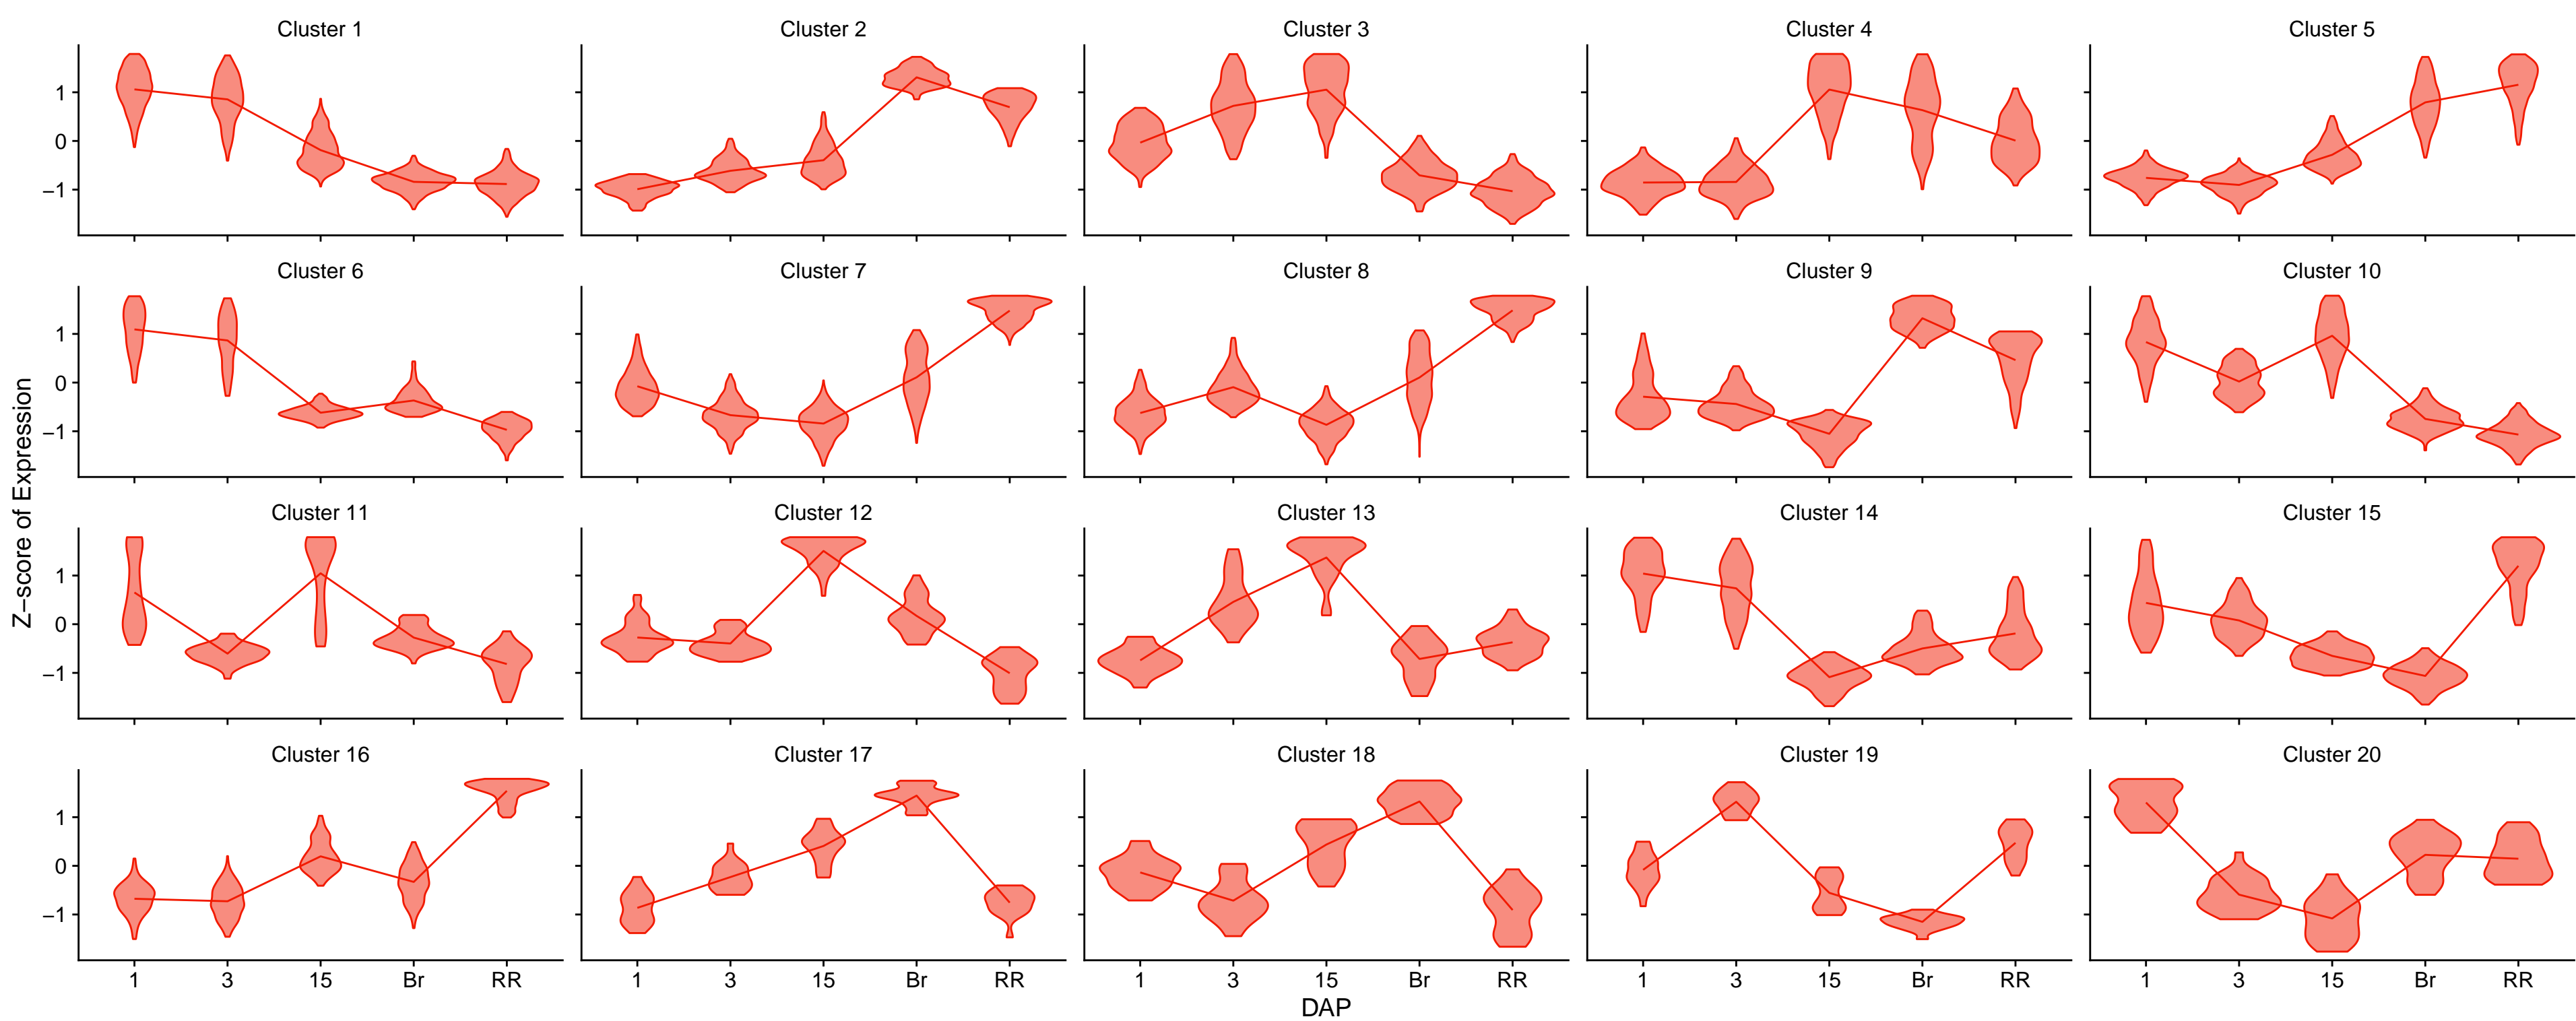 Cluster 1 Cluster 2 Cluster 3 Cluster 4 Cluster 5
1
0
−1
Cluster 6 Cluster 7 Cluster 8 Cluster 9 Cluster 10
1
0
−1
Cluster 11 Cluster 12 Cluster 13 Cluster 14 Cluster 15
1
0
−1
Cluster 16 Cluster 17 Cluster 18 Cluster 19 Cluster 20
1
0
−1
1 3 15 Br RR 1 3 15 Br RR 1 3 15 Br RR 1 3 15 Br RR 1 3 15 Br RR
DAP
Z−score of Expression